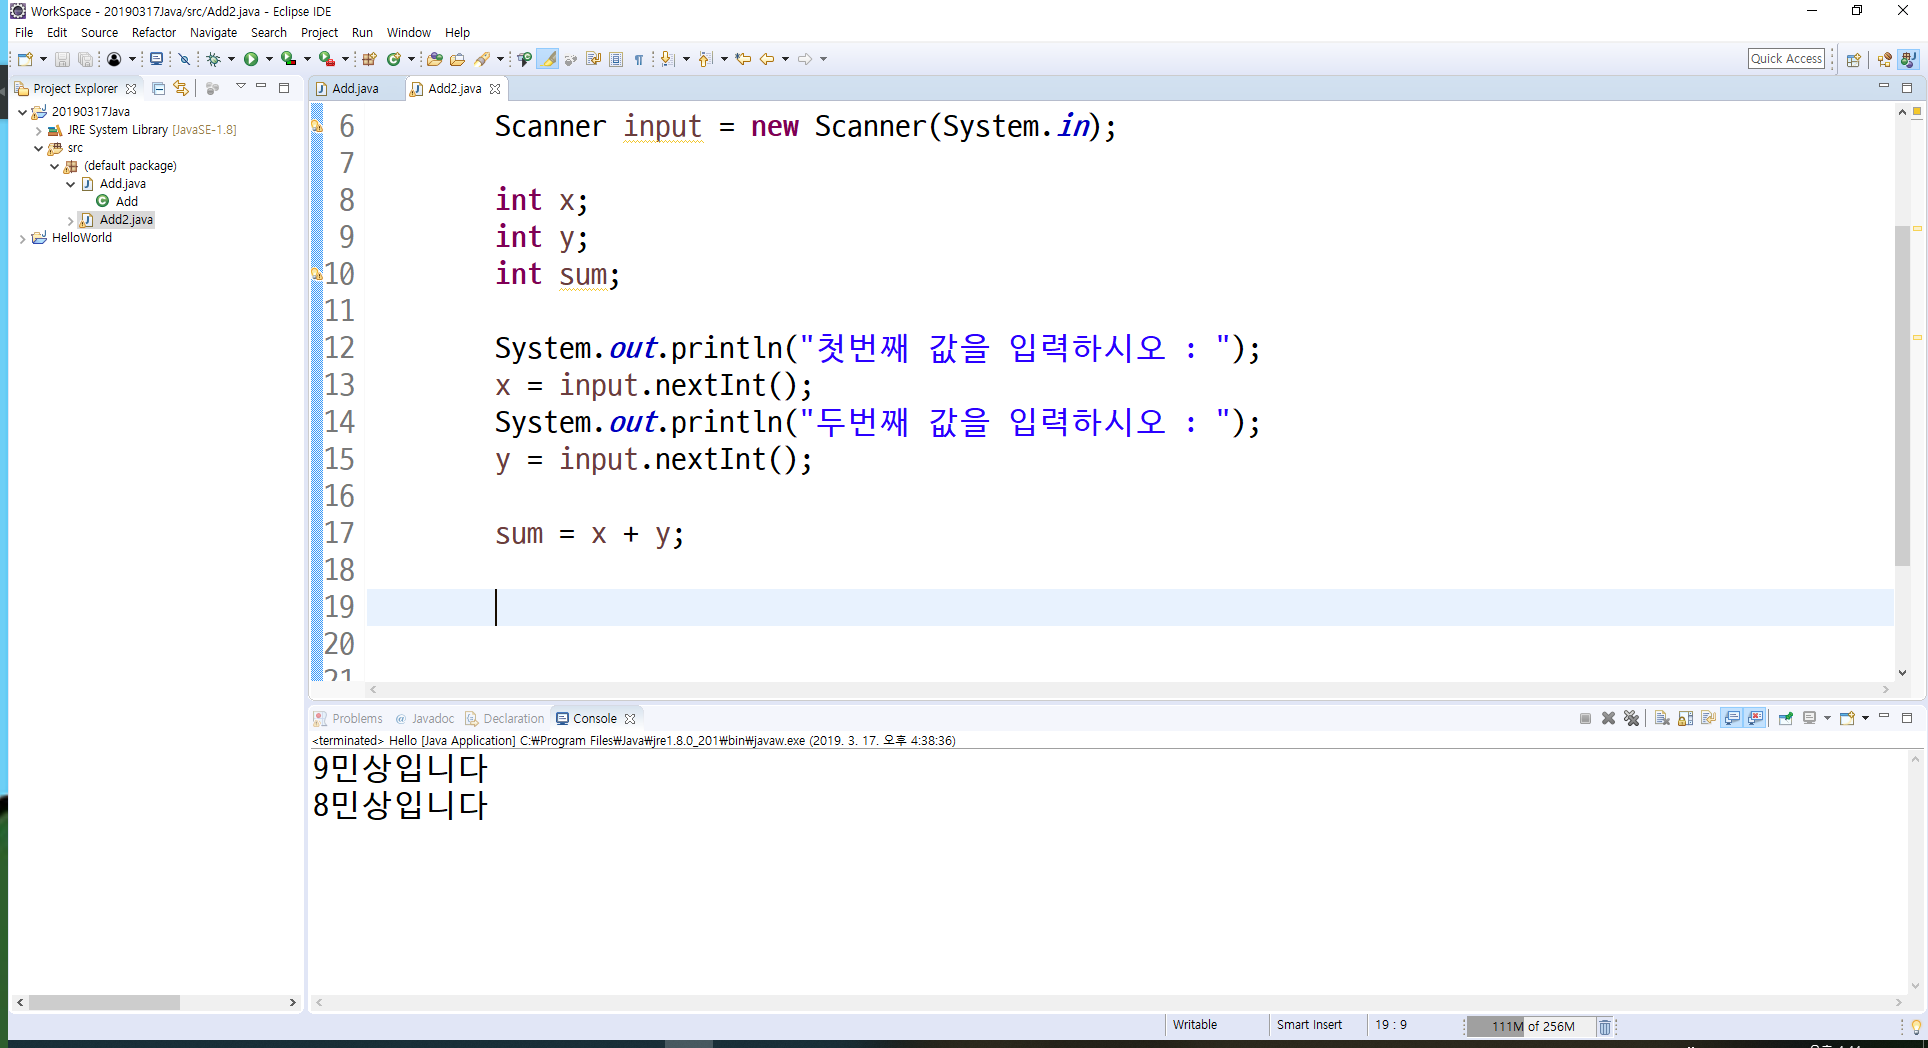 WorkSpace - 20190317Java/src/Add2.java - Eclipse IDE
File Edit Source Refactor Navigate Search Project Run Window Help
Quick Access
Project Explorer
Add.java
Add2.java
20190317Java
JRE System Library [JavaSE-1.8]
src
(default package)
Add.java
Add
Add2.java
HelloWorld
6 Scanner input = new Scanner(System.in);
7
8 int x;
9 int y;
10 int sum;
11
12 System.out.println("첫번째 값을 입력하시오 : ");
13 x = input.nextInt();
14 System.out.println("두번째 값을 입력하시오 : ");
15 y = input.nextInt();
16
17 sum = x + y;
18
19
20
21
Problems @ Javadoc Declaration Console
<terminated> Hello [Java Application] C:₩Program Files₩Java₩jre1.8.0_201₩bin₩javaw.exe (2019. 3. 17. 오후 4:38:36)
9민상입니다
8민상입니다
Writable Smart Insert 19 : 9 111M of 256M